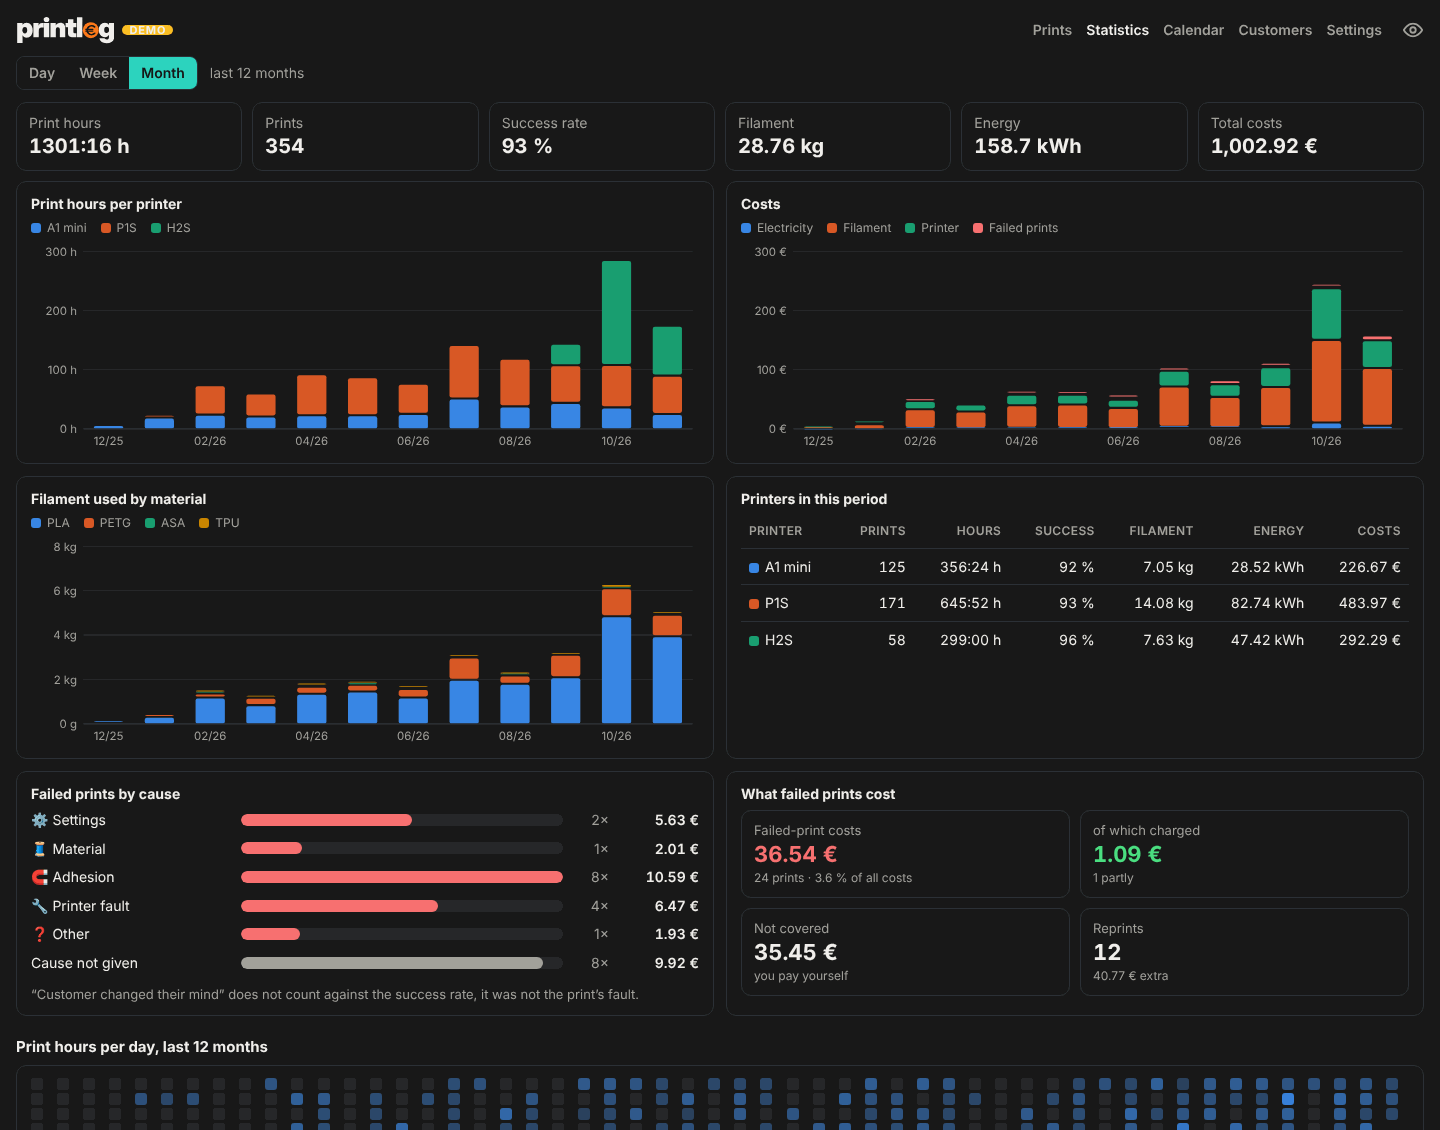 printlog DEMO
Prints Statistics Calendar Customers Settings
Day Week Month last 12 months
Print hours
1301:16 h
Prints
354
Success rate
93 %
Filament
28.76 kg
Energy
158.7 kWh
Total costs
1,002.92 €
Print hours per printer
A1 mini P1S H2S
300 h
200 h
100 h
0 h
12/25 02/26 04/26 06/26 08/26 10/26
Costs
Electricity Filament Printer Failed prints
300 €
200 €
100 €
0 €
12/25 02/26 04/26 06/26 08/26 10/26
Filament used by material
PLA PETG ASA TPU
8 kg
6 kg
4 kg
2 kg
0 g
12/25 02/26 04/26 06/26 08/26 10/26
Printers in this period
PRINTER PRINTS HOURS SUCCESS FILAMENT ENERGY COSTS
A1 mini 125 356:24 h 92 % 7.05 kg 28.52 kWh 226.67 €
P1S 171 645:52 h 93 % 14.08 kg 82.74 kWh 483.97 €
H2S 58 299:00 h 96 % 7.63 kg 47.42 kWh 292.29 €
Failed prints by cause
Settings 2× 5.63 €
Material 1× 2.01 €
Adhesion 8× 10.59 €
Printer fault 4× 6.47 €
Other 1× 1.93 €
Cause not given 8× 9.92 €
“Customer changed their mind” does not count against the success rate, it was not the print’s fault.
What failed prints cost
Failed-print costs
36.54 €
24 prints · 3.6 % of all costs
of which charged
1.09 €
1 partly
Not covered
35.45 €
you pay yourself
Reprints
12
40.77 € extra
Print hours per day, last 12 months